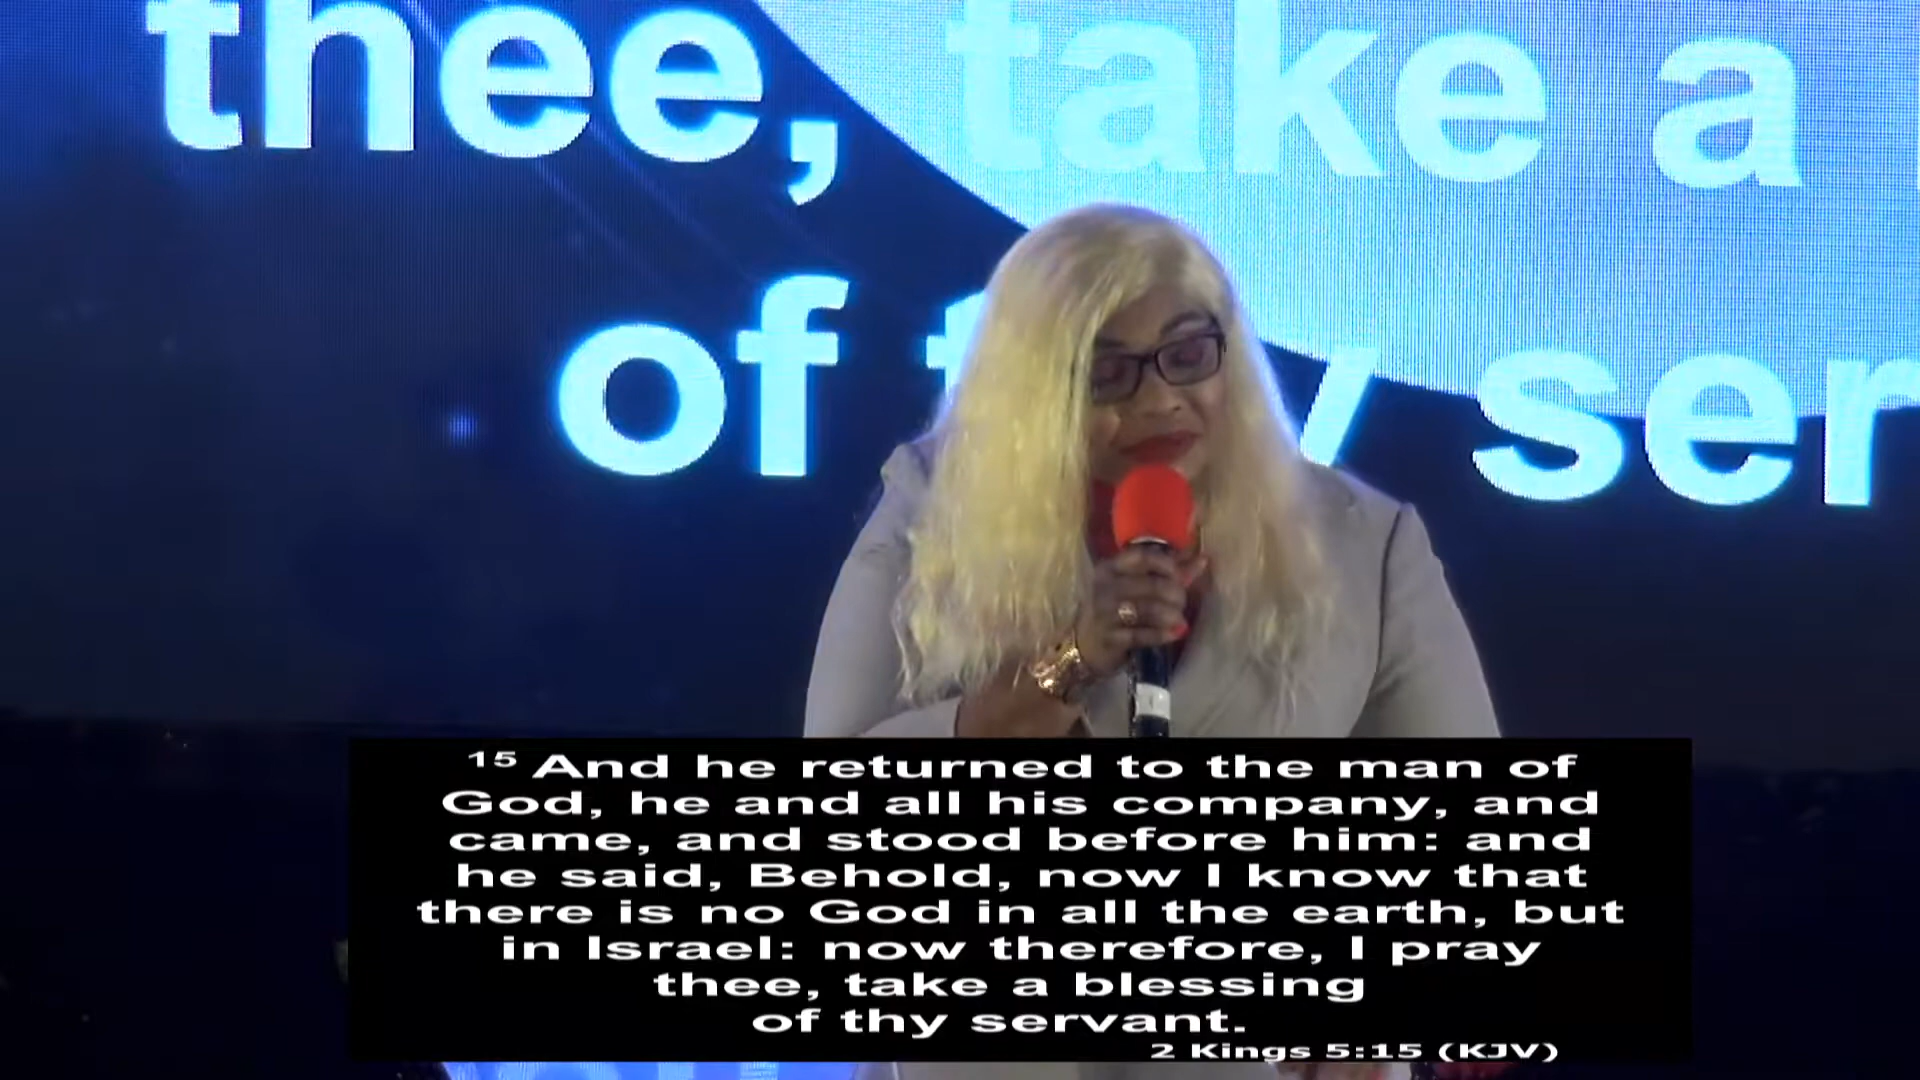 thee, take a
of thy ser
15 And he returned to the man of
God, he and all his company, and
came, and stood before him: and
he said, Behold, now I know that
there is no God in all the earth, but
in Israel: now therefore, I pray
thee, take a blessing
of thy servant.
2 Kings 5:15 (KJV)